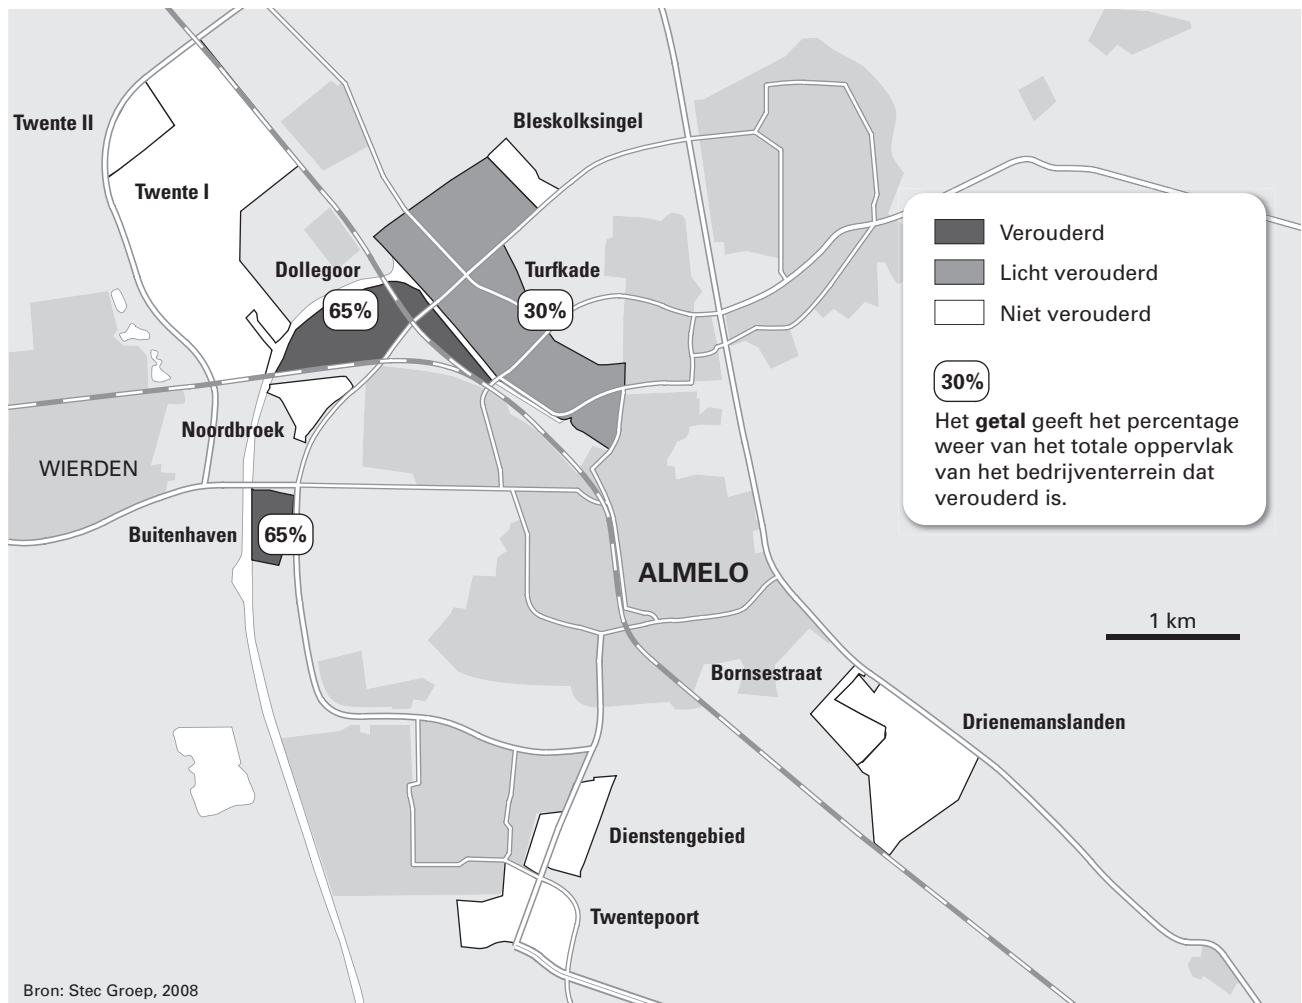 Twente II
Bleskolksingel
Twente I
Dollegoor
Turfkade
65%
30%
Verouderd
Licht verouderd
Niet verouderd
30%
Het getal geeft het percentage
weer van het totale oppervlak
van het bedrijventerrein dat
verouderd is.
Noordbroek
WIERDEN
Buitenhaven
65%
ALMELO
1 km
Bornsestraat
Drienemanslanden
Dienstengebied
Twentepoort
Bron: Stec Groep, 2008